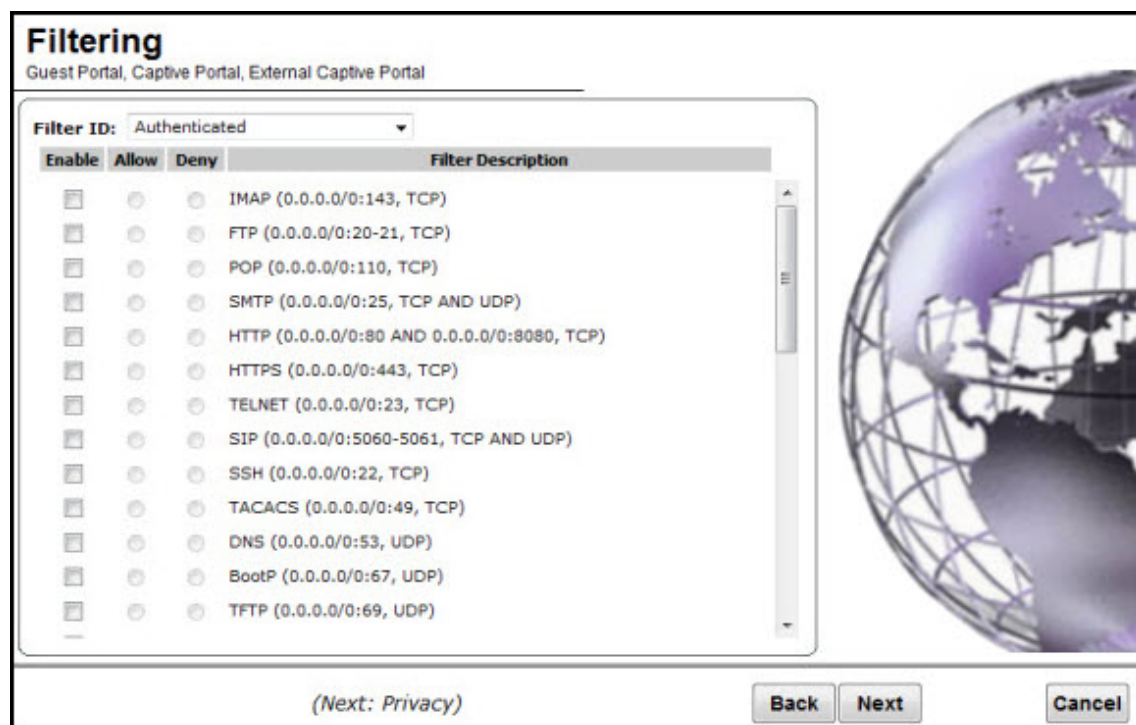 Filtering
Guest Portal, Captive Portal, External Captive Portal
Filter ID: Authenticated
Enable Allow Deny Filter Description
IMAP (0.0.0.0/0:143, TCP)
FTP (0.0.0.0/0:20-21, TCP)
POP (0.0.0.0/0:110, TCP)
SMTP (0.0.0.0/0:25, TCP AND UDP)
HTTP (0.0.0.0/0:80 AND 0.0.0.0/0:8080, TCP)
HTTPS (0.0.0.0/0:443, TCP)
TELNET (0.0.0.0/0:23, TCP)
SIP (0.0.0.0/0:5060-5061, TCP AND UDP)
SSH (0.0.0.0/0:22, TCP)
TACACS (0.0.0.0/0:49, TCP)
DNS (0.0.0.0/0:53, UDP)
BootP (0.0.0.0/0:67, UDP)
TFTP (0.0.0.0/0:69, UDP)
(Next: Privacy) Back Next Cancel